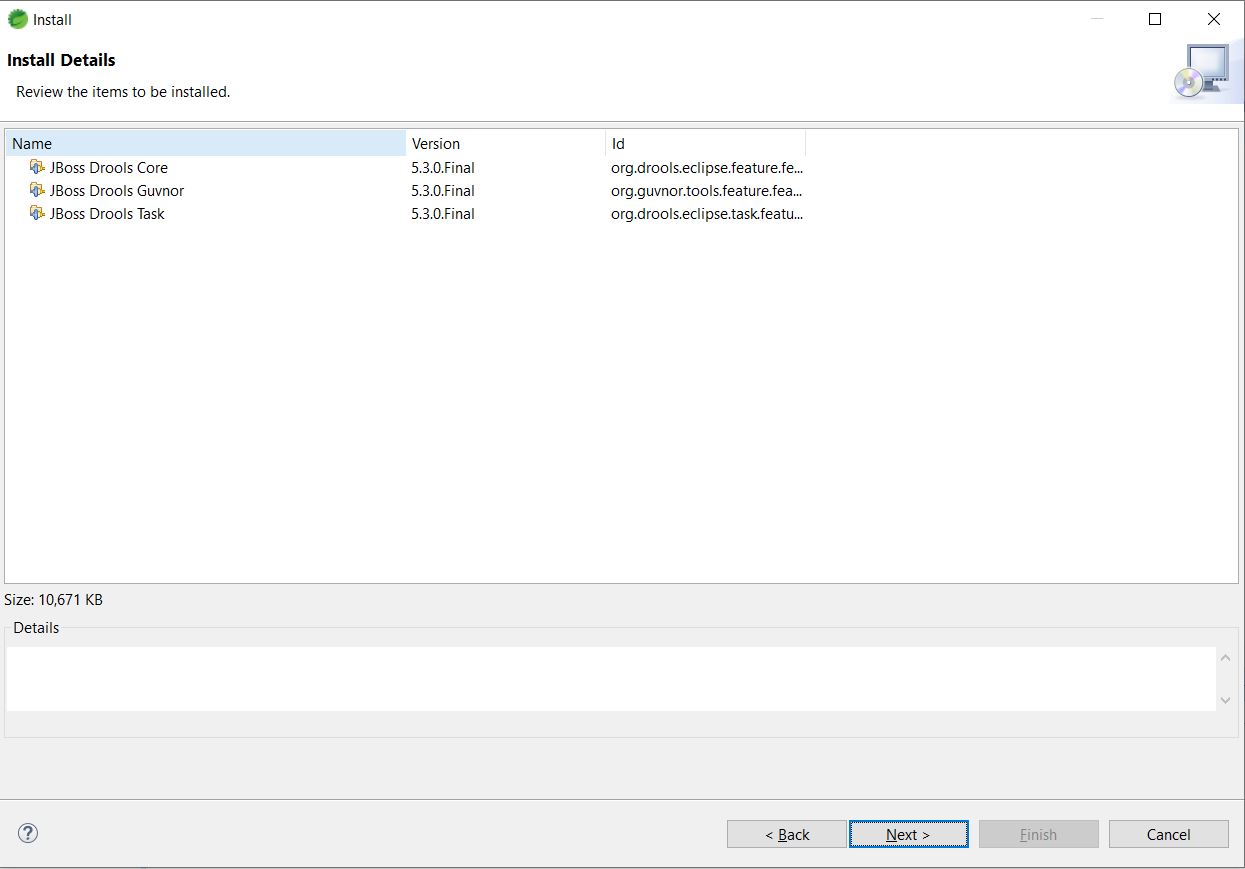 Install
Install Details
Review the items to be installed.
Name Version Id
JBoss Drools Core 5.3.0.Final org.drools.eclipse.feature.fe...
JBoss Drools Guvnor 5.3.0.Final org.guvnor.tools.feature.fea...
JBoss Drools Task 5.3.0.Final org.drools.eclipse.task.featu...
Size: 10,671 KB
Details
? < Back Next > Finish Cancel